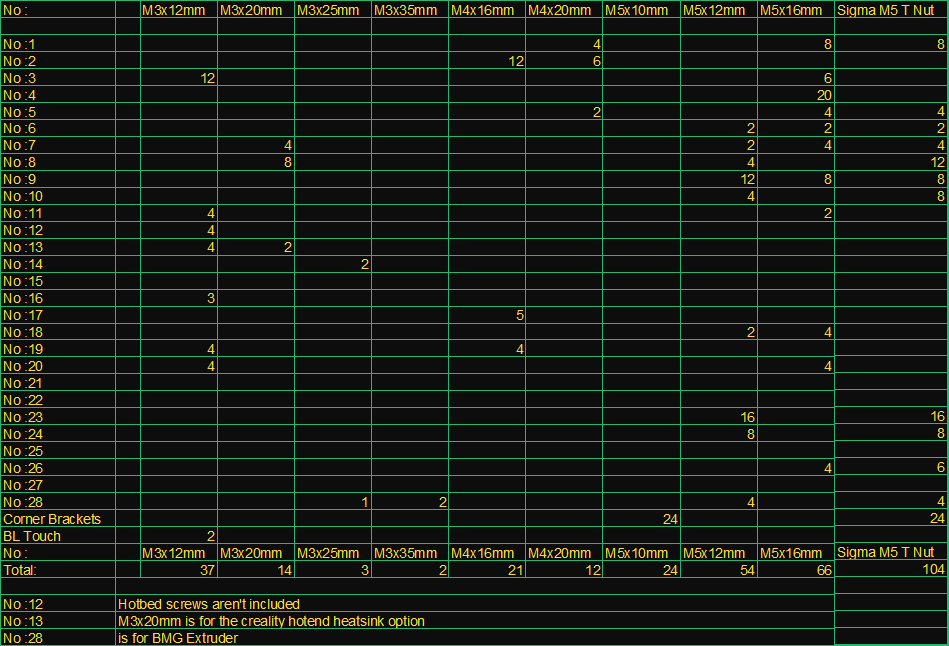 No : M3x12mm M3x20mm M3x25mm M3x35mm M4x16mm M4x20mm M5x10mm M5x12mm M5x16mm Sigma M5 T Nut
No :1 4 8 8
No :2 12 6
No :3 12 6
No :4 20
No :5 2 4 4
No :6 2 2 2
No :7 4 2 4 4
No :8 8 4 12
No :9 12 8 8
No :10 4 8
No :11 4 2
No :12 4
No :13 4 2
No :14 2
No :15
No :16 3
No :17 5
No :18 2 4
No :19 4 4
No :20 4 4
No :21
No :22
No :23 16 16
No :24 8 8
No :25
No :26 4 6
No :27
No :28 1 2 4 4
Corner Brackets 24 24
BL Touch 2
No : M3x12mm M3x20mm M3x25mm M3x35mm M4x16mm M4x20mm M5x10mm M5x12mm M5x16mm Sigma M5 T Nut
Total: 37 14 3 2 21 12 24 54 66 104
No :12 Hotbed screws aren't included
No :13 M3x20mm is for the creality hotend heatsink option
No :28 is for BMG Extruder